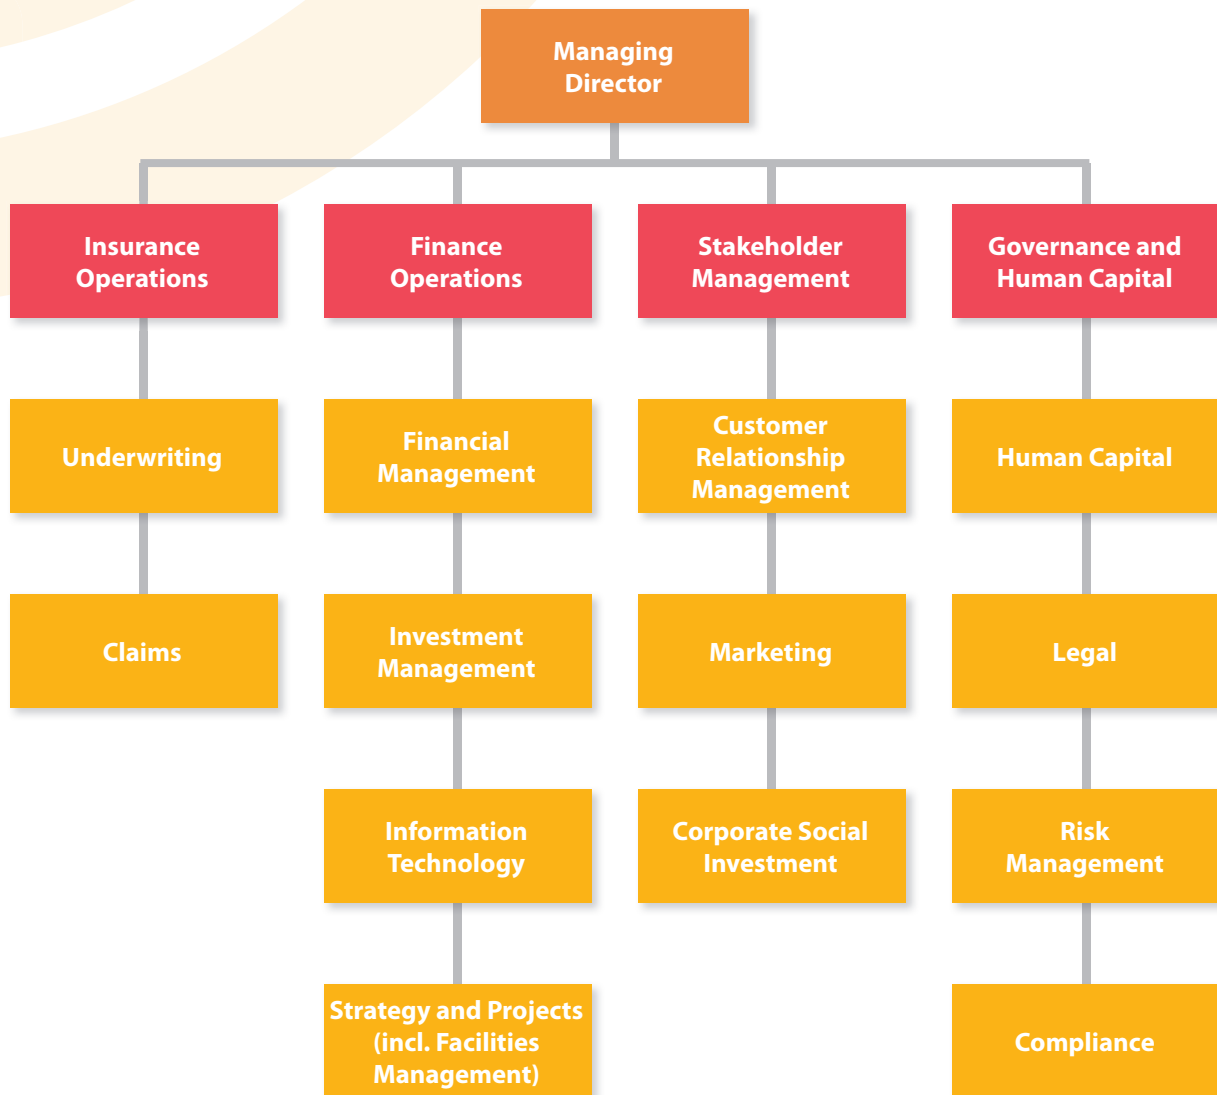 Managing
Director
Insurance
Operations
Finance
Operations
Stakeholder
Management
Governance and
Human Capital
Underwriting
Financial
Management
Customer
Relationship
Management
Human Capital
Claims
Investment
Management
Marketing
Legal
Information
Technology
Corporate Social
Investment
Risk
Management
Strategy and Projects
(incl. Facilities
Management)
Compliance